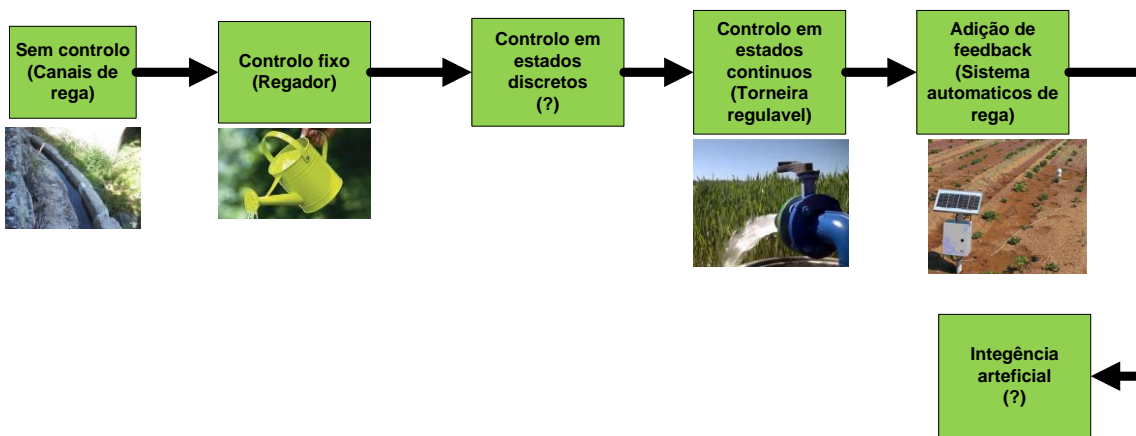 Sem controlo
(Canais de
rega)
Controlo fixo
(Regador)
Controlo em
estados
discretos
(?)
Controlo em
estados
continuos
(Torneira
regulavel)
Adição de
feedback
(Sistema
automaticos de
rega)
Integência
arteficial
(?)